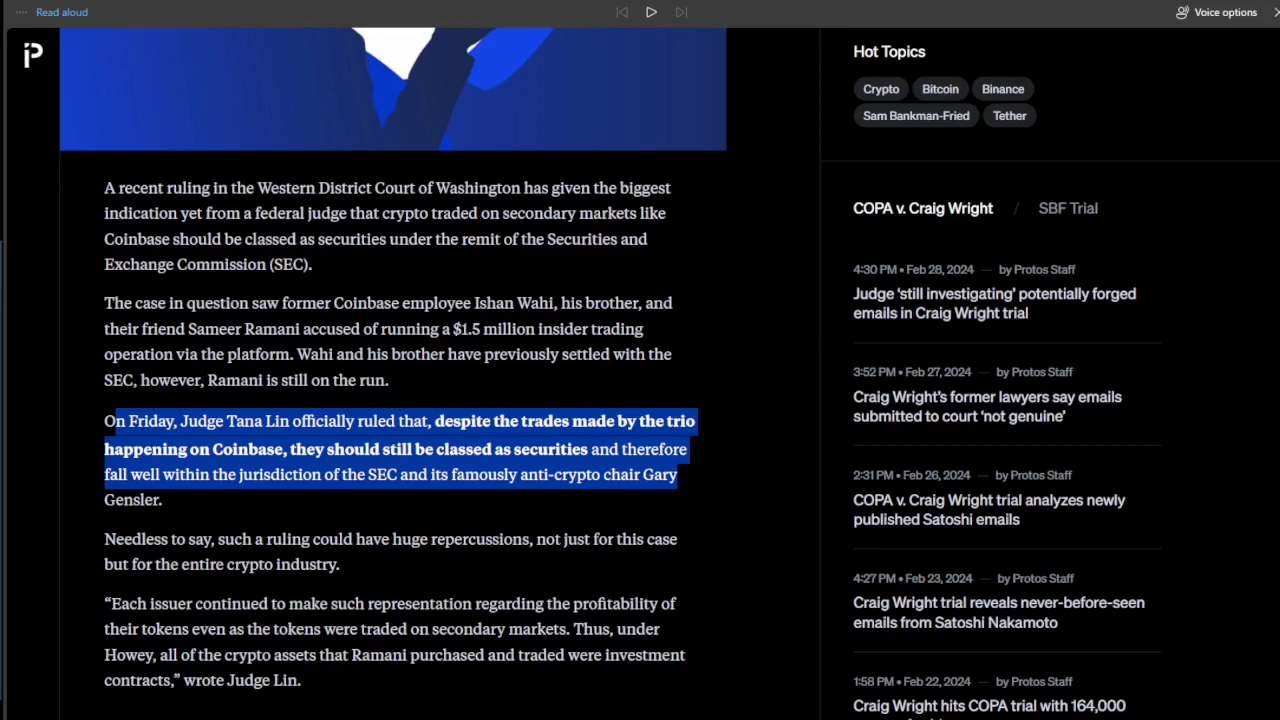 Read aloud
Voice options
A recent ruling in the Western District Court of Washington has given the biggest
indication yet from a federal judge that crypto traded on secondary markets like
Coinbase should be classed as securities under the remit of the Securities and
Exchange Commission (SEC).
The case in question saw former Coinbase employee Ishan Wahi, his brother, and
their friend Sameer Ramani accused of running a $1.5 million insider trading
operation via the platform. Wahi and his brother have previously settled with the
SEC, however, Ramani is still on the run.
On Friday, Judge Tana Lin officially ruled that, despite the trades made by the trio
happening on Coinbase, they should still be classed as securities and therefore
fall well within the jurisdiction of the SEC and its famously anti-crypto chair Gary
Gensler.
Needless to say, such a ruling could have huge repercussions, not just for this case
but for the entire crypto industry.
“Each issuer continued to make such representation regarding the profitability of
their tokens even as the tokens were traded on secondary markets. Thus, under
Howey, all of the crypto assets that Ramani purchased and traded were investment
contracts,” wrote Judge Lin.
Hot Topics
Crypto Bitcoin Binance
Sam Bankman-Fried Tether
COPA v. Craig Wright / SBF Trial
4:30 PM • Feb 28, 2024 — by Protos Staff
Judge ‘still investigating’ potentially forged
emails in Craig Wright trial
3:52 PM • Feb 27, 2024 — by Protos Staff
Craig Wright’s former lawyers say emails
submitted to court ‘not genuine’
2:31 PM • Feb 26, 2024 — by Protos Staff
COPA v. Craig Wright trial analyzes newly
published Satoshi emails
4:27 PM • Feb 23, 2024 — by Protos Staff
Craig Wright trial reveals never-before-seen
emails from Satoshi Nakamoto
1:58 PM • Feb 22, 2024 — by Protos Staff
Craig Wright hits COPA trial with 164,000